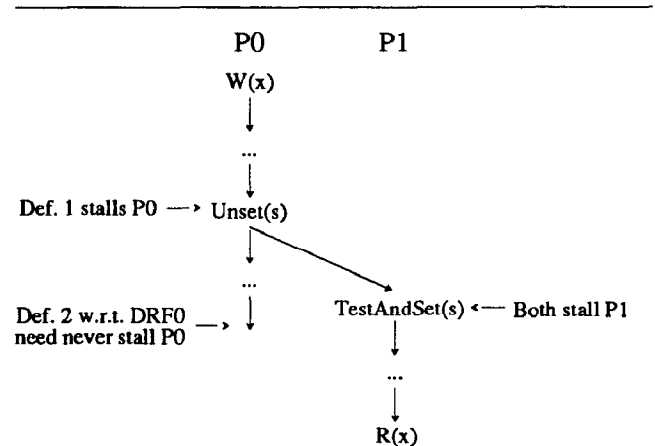 P0 P1
W(x)
...
Def. 1 stalls P0 Unset(s)
...
Def. 2 w.r.t. DRF0
need never stall P0
TestAndSet(s) Both stall P1
...
R(x)